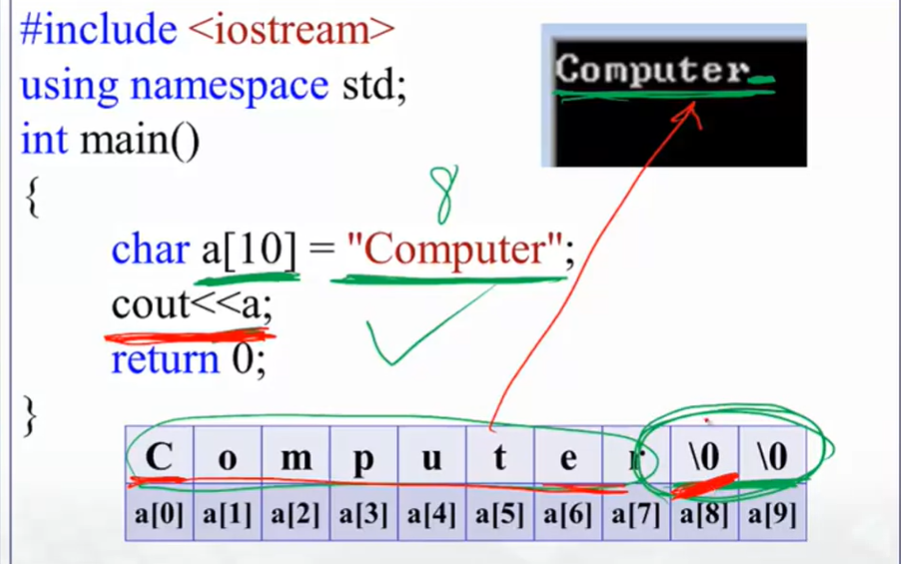 #include <iostream>
using namespace std;
Computer_
int main()
{
8
char a[10] = "Computer";
cout<<a;
return 0;
}
C o m p u t e r \0 \0
a[0] a[1] a[2] a[3] a[4] a[5] a[6] a[7] a[8] a[9]